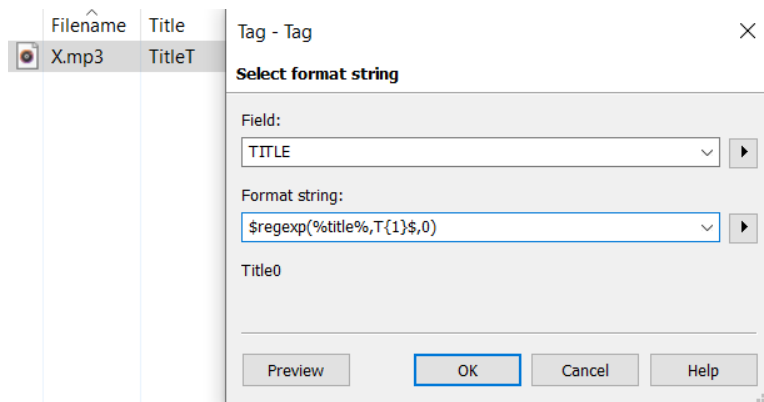 Filename Title
X.mp3 TitleT
Tag - Tag
Select format string
Field:
TITLE
Format string:
$regexp(%title%,T{1}$,0)
Title0
Preview OK Cancel Help